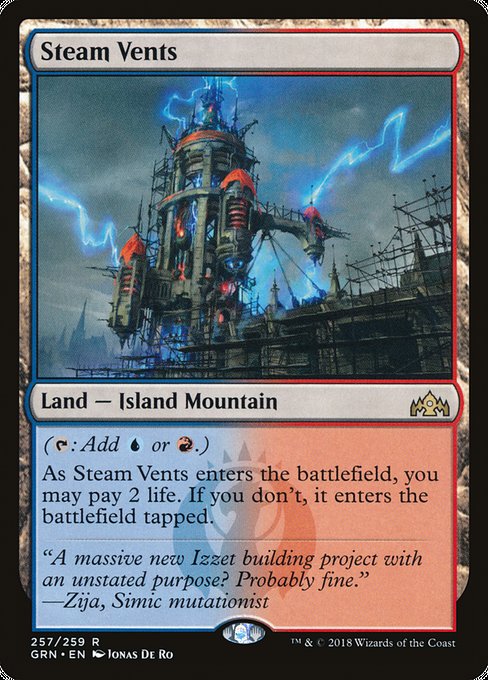 Steam Vents
Land — Island Mountain
(: Add or .)
As Steam Vents enters the battlefield, you
may pay 2 life. If you don't, it enters the
battlefield tapped.
“A massive new Izzet building project with
an unstated purpose? Probably fine.”
—Zija, Simic mutationist
257/259 R
GRN • EN Jonas De Ro
™ & © 2018 Wizards of the Coast